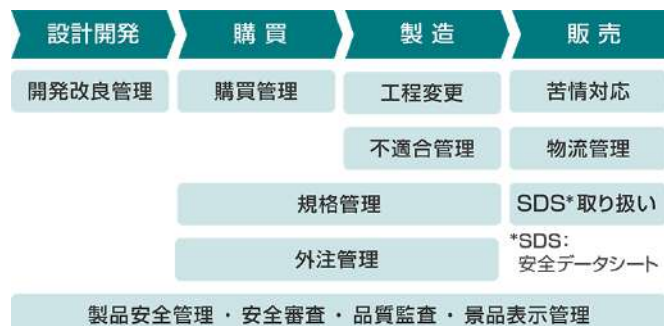 設計開発 購買 製造 販売
開発改良管理 購買管理 工程変更 苦情対応
不適合管理 物流管理
規格管理 SDS*取り扱い
外注管理 *SDS:
安全データシート
製品安全管理・安全審査・品質監査・景品表示管理